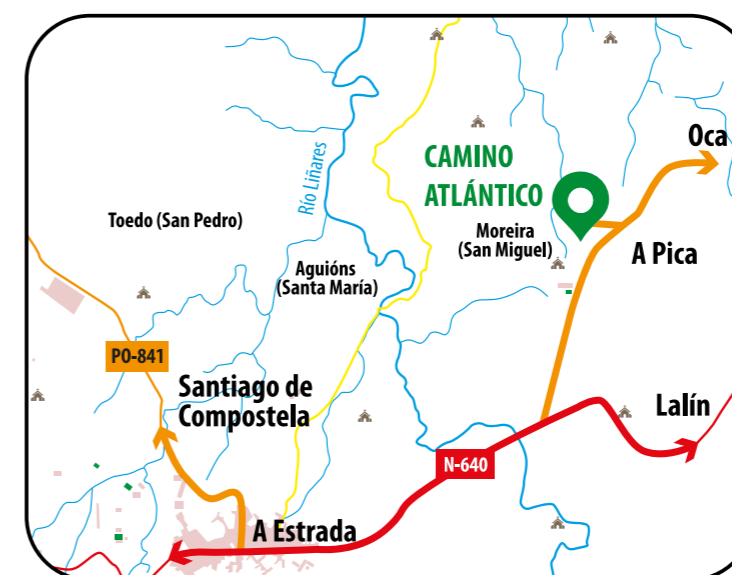 Oca
CAMINO
ATLÁNTICO
Río Liñares
Toedo (San Pedro)
Moreira
(San Miguel)
A Pica
Aguións
(Santa María)
PO-841
Santiago de
Compostela
Lalín
N-640
A Estrada